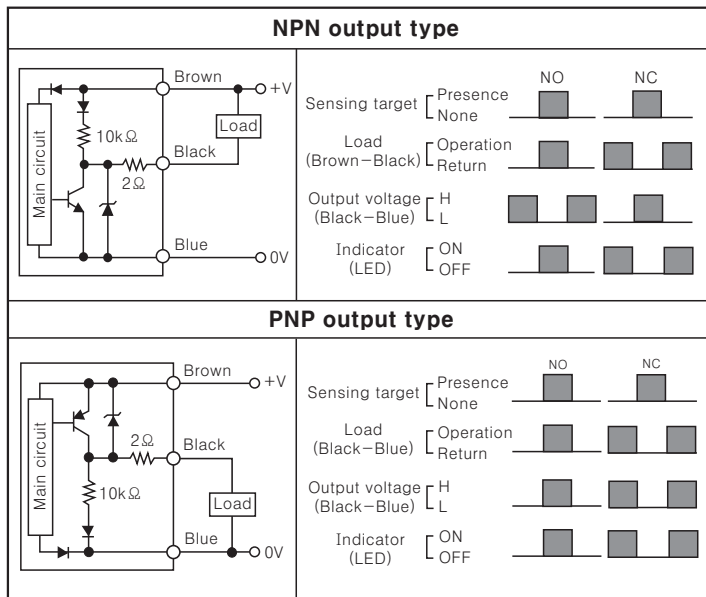 NPN output type
Main circuit
Brown
+V
10kΩ
Load
Black
2Ω
Blue
0V
NO
NC
Sensing target
Presence
None
Load
(Brown-Black)
Operation
Return
Output voltage
(Black-Blue)
H
L
Indicator
(LED)
ON
OFF
PNP output type
Main circuit
Brown
+V
2Ω
Black
10kΩ
Load
Blue
0V
NO
NC
Sensing target
Presence
None
Load
(Black-Blue)
Operation
Return
Output voltage
(Black-Blue)
H
L
Indicator
(LED)
ON
OFF